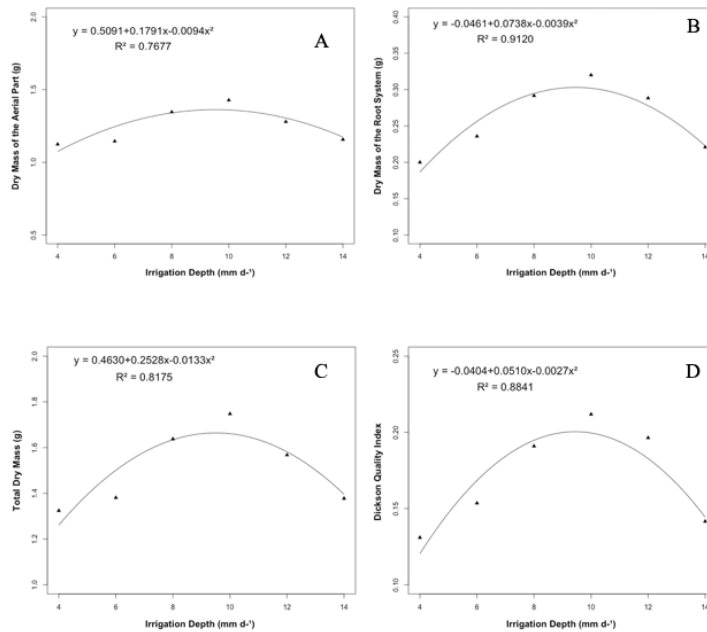 y = 0.5091+0.1791x-0.0094x²
R² = 0.7677
A
Dry Mass of the Aerial Part (g)
2.0
1.5
1.0
0.5
4 6 8 10 12 14
Irrigation Depth (mm d-¹)
y = -0.0461+0.0738x-0.0039x²
R² = 0.9120
B
Dry Mass of the Root System (g)
0.40
0.35
0.30
0.25
0.20
0.15
0.10
4 6 8 10 12 14
Irrigation Depth (mm d-¹)
y = 0.4630+0.2528x-0.0133x²
R² = 0.8175
C
Total Dry Mass (g)
2.0
1.8
1.6
1.4
1.2
1.0
4 6 8 10 12 14
Irrigation Depth (mm d-¹)
y = -0.0404+0.0510x-0.0027x²
R² = 0.8841
D
Dickson Quality Index
0.25
0.20
0.15
0.10
4 6 8 10 12 14
Irrigation Depth (mm d-¹)